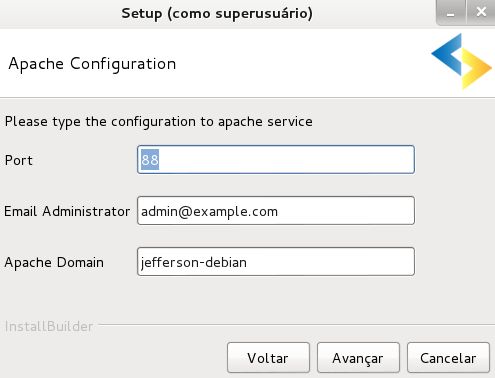 Setup (como superusuário)
Apache Configuration
Please type the configuration to apache service
Port 88
Email Administrator admin@example.com
Apache Domain jefferson-debian
InstallBuilder
Voltar Avançar Cancelar